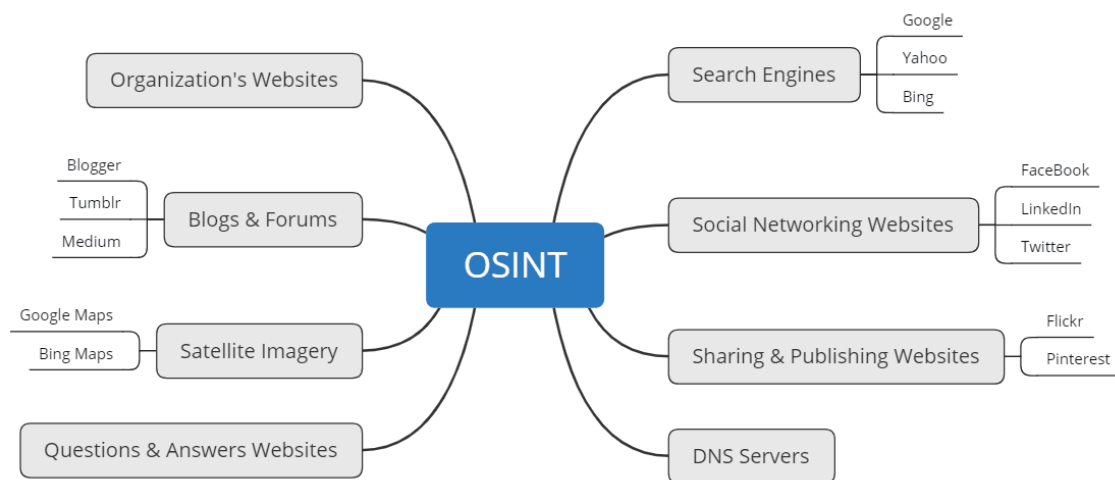 OSINT
Organization's Websites
Blogs & Forums
Blogger
Tumblr
Medium
Satellite Imagery
Google Maps
Bing Maps
Questions & Answers Websites
Search Engines
Google
Yahoo
Bing
Social Networking Websites
FaceBook
LinkedIn
Twitter
Sharing & Publishing Websites
Flickr
Pinterest
DNS Servers